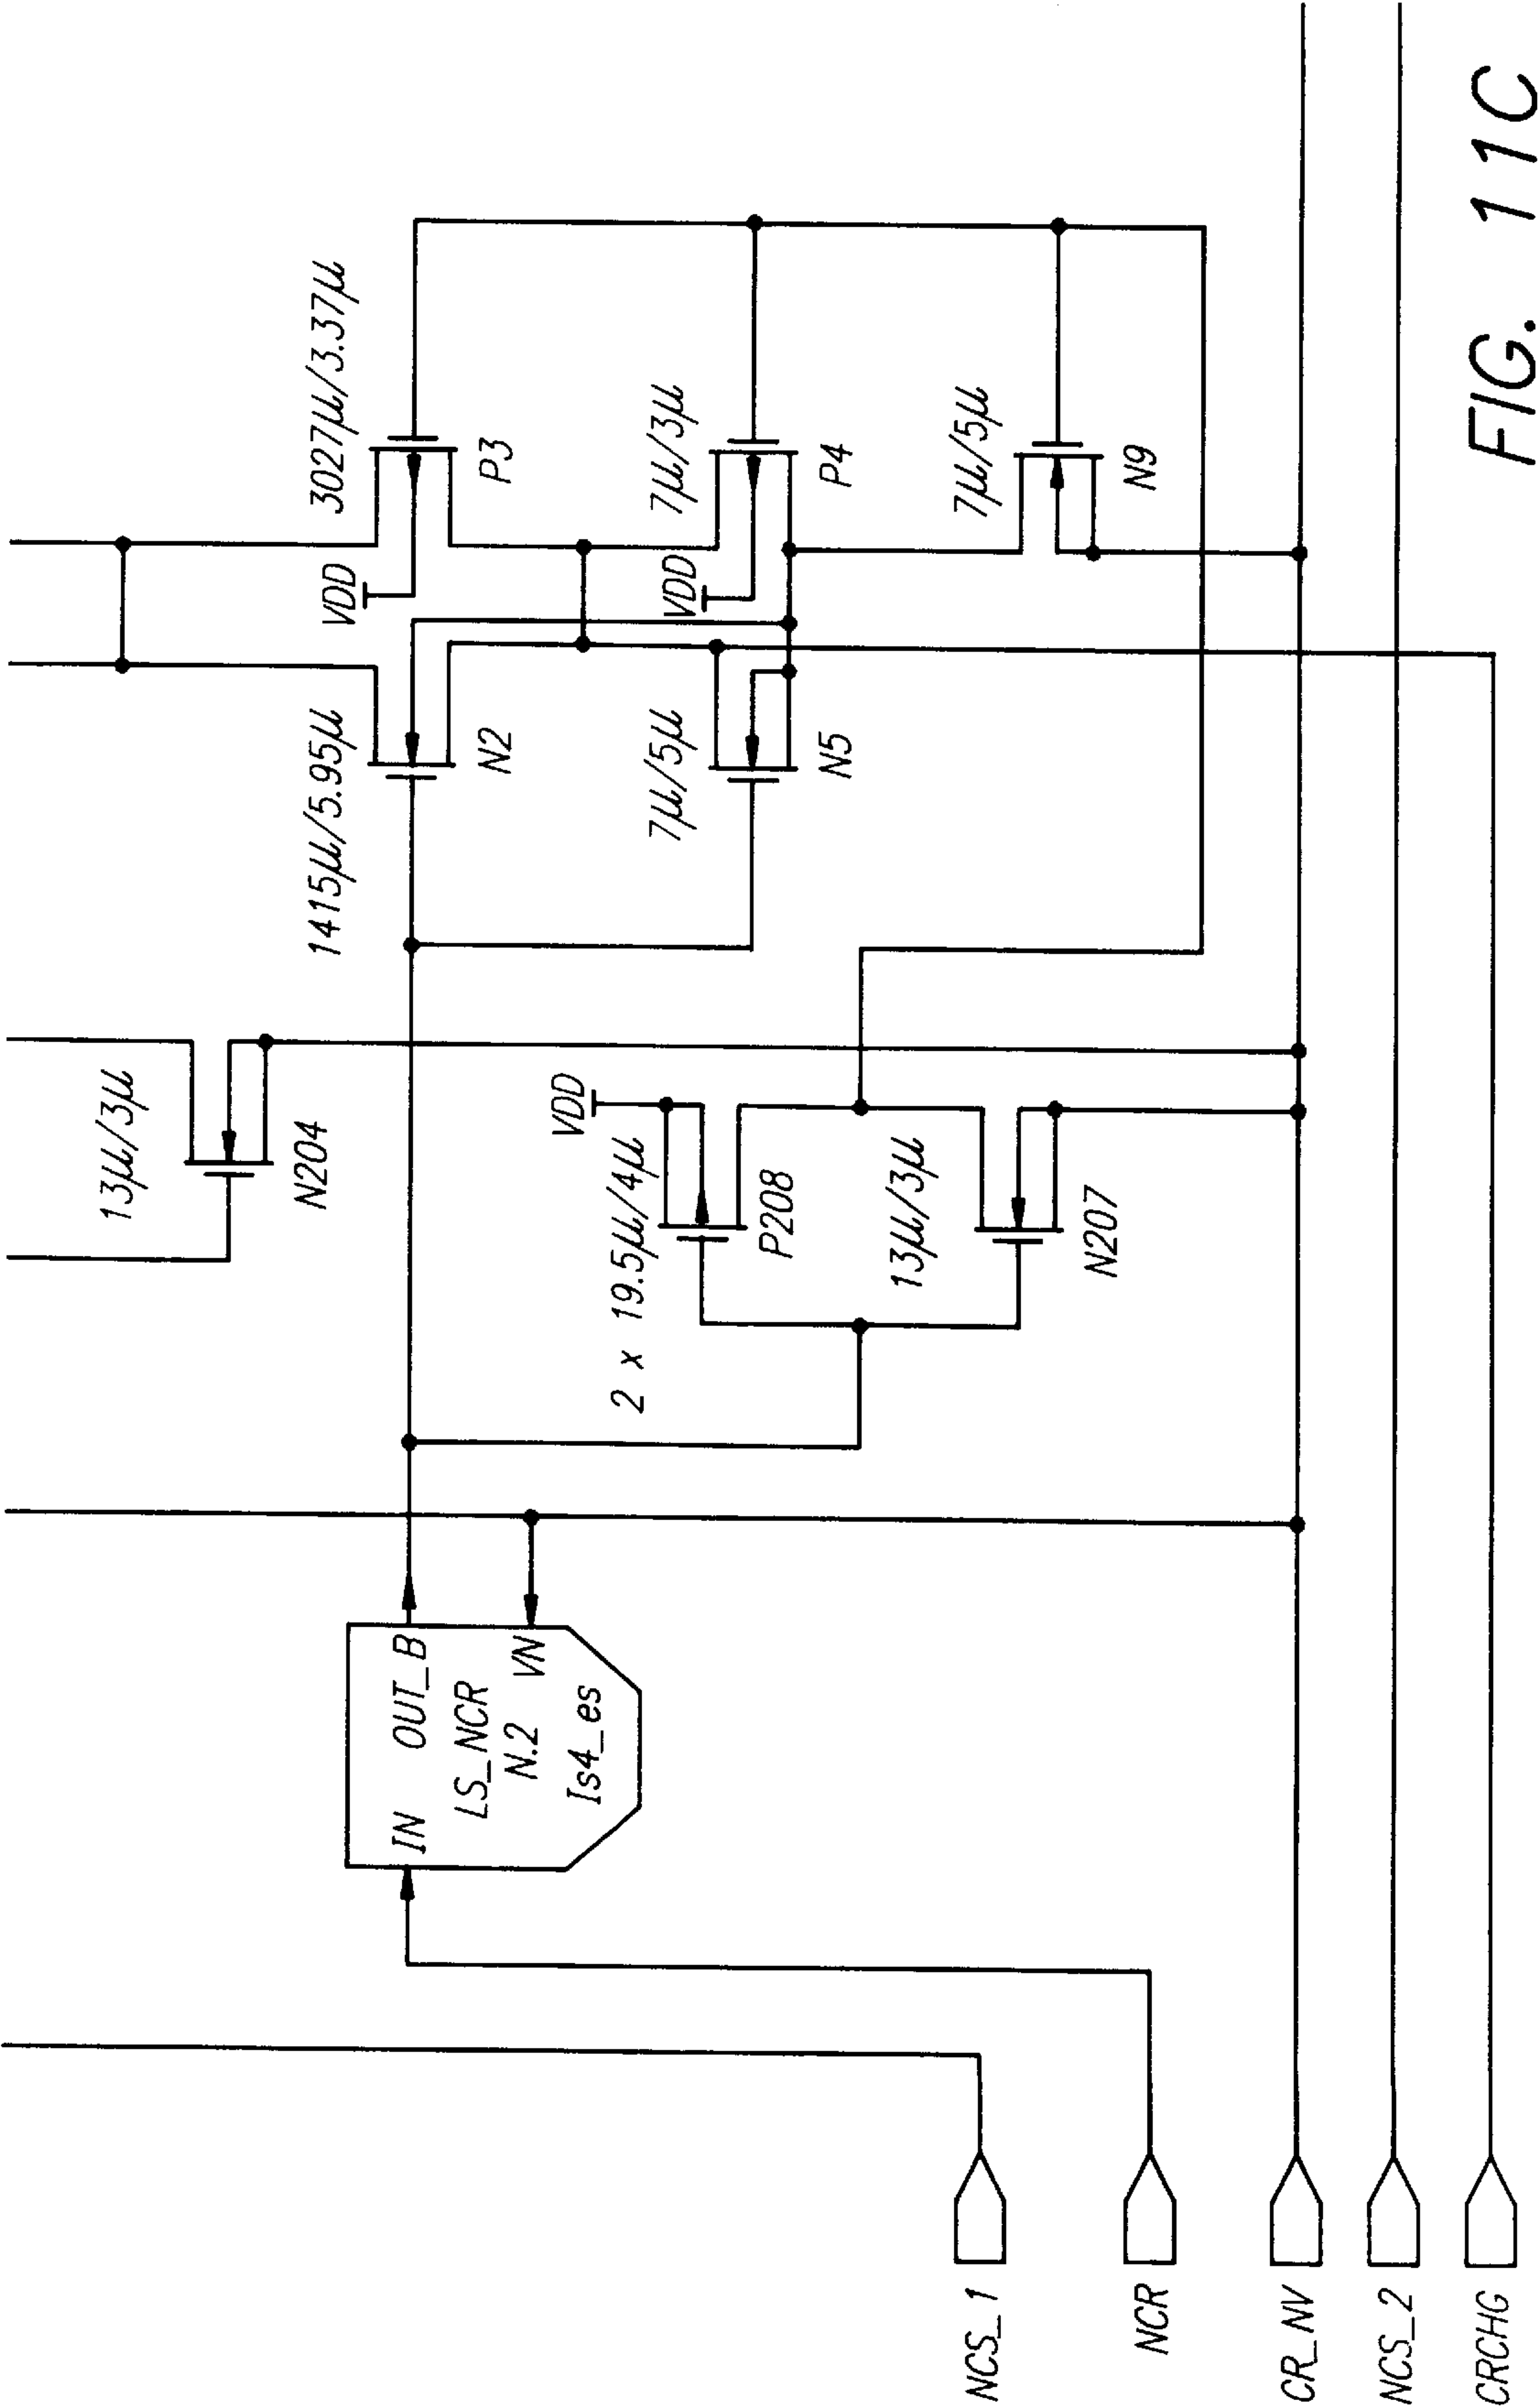 13μ/3μ
N204
1415μ/5.95μ
N2
3027μ/3.37μ
VDD
P3
IN OUT_B
LS_NCR
N.2 VN
Is4_es
2 x 19.5μ/4μ
VDD
P208
7μ/5μ
N5
7μ/3μ
VDD
P4
13μ/3μ
N207
7μ/5μ
N9
NCS_1
NCR
CR_NV
NCS_2
CRCHG
FIG. 11C